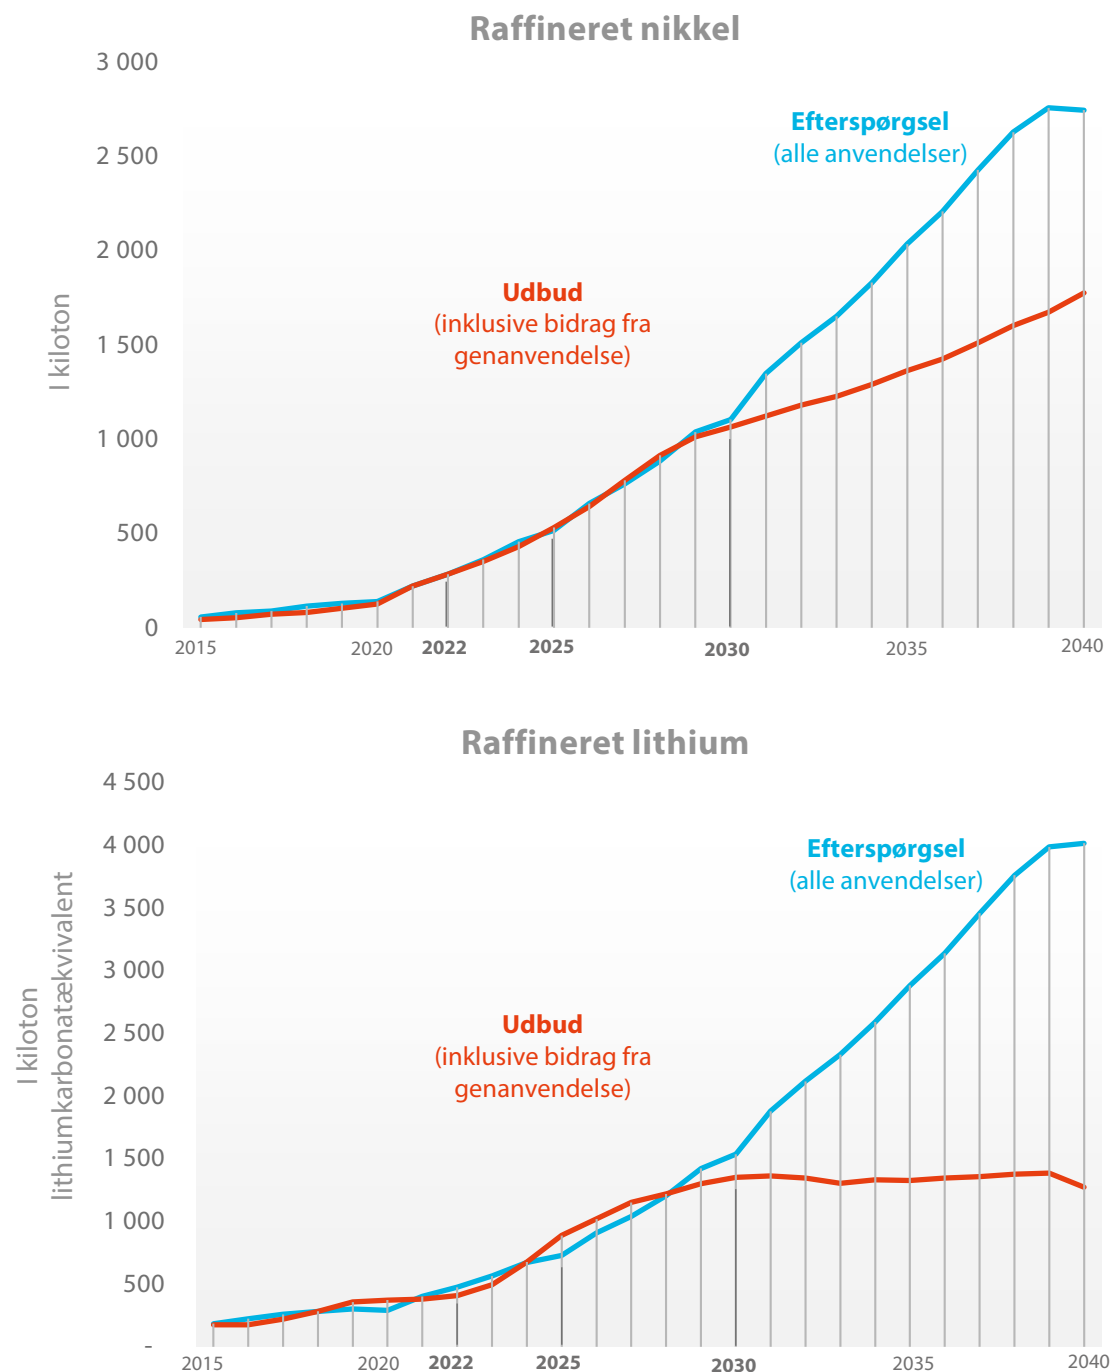 Raffineret nikkel
3 000
2 500
2 000
1 500
1 000
500
0
I kiloton
Efterspørgsel
(alle anvendelser)
Udbud
(inklusive bidrag fra
genanvendelse)
2015
2020
2022
2025
2030
2035
2040
Raffineret lithium
4 500
4 000
3 500
3 000
2 500
2 000
1 500
1 000
500
-
I kiloton
lithiumkarbonatækvivalent
Efterspørgsel
(alle anvendelser)
Udbud
(inklusive bidrag fra
genanvendelse)
2015
2020
2022
2025
2030
2035
2040